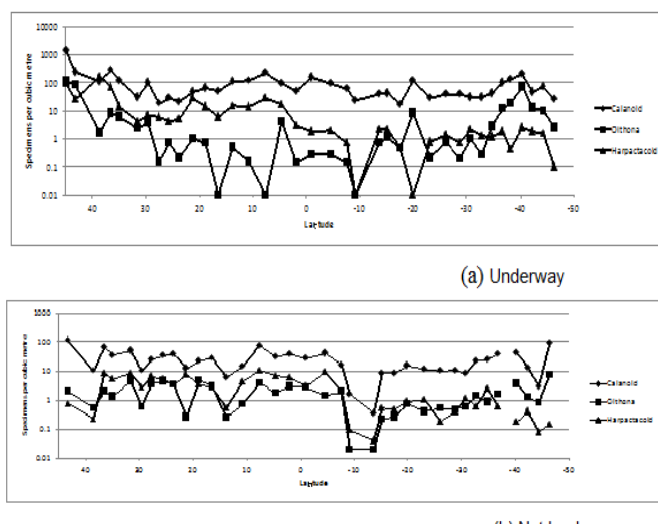 10000
1000
100
10
1
0.1
0.01
Specimens per cubic metre
40 30 20 10 0 -10 -20 -30 -40 -50
Latitude
Calanoid
Oithona
Harpactacoid
(a) Underway
1000
100
10
1
0.1
0.01
Specimens per cubic metre
40 30 20 10 0 -10 -20 -30 -40 -50
Latitude
Calanoid
Oithona
Harpactacoid